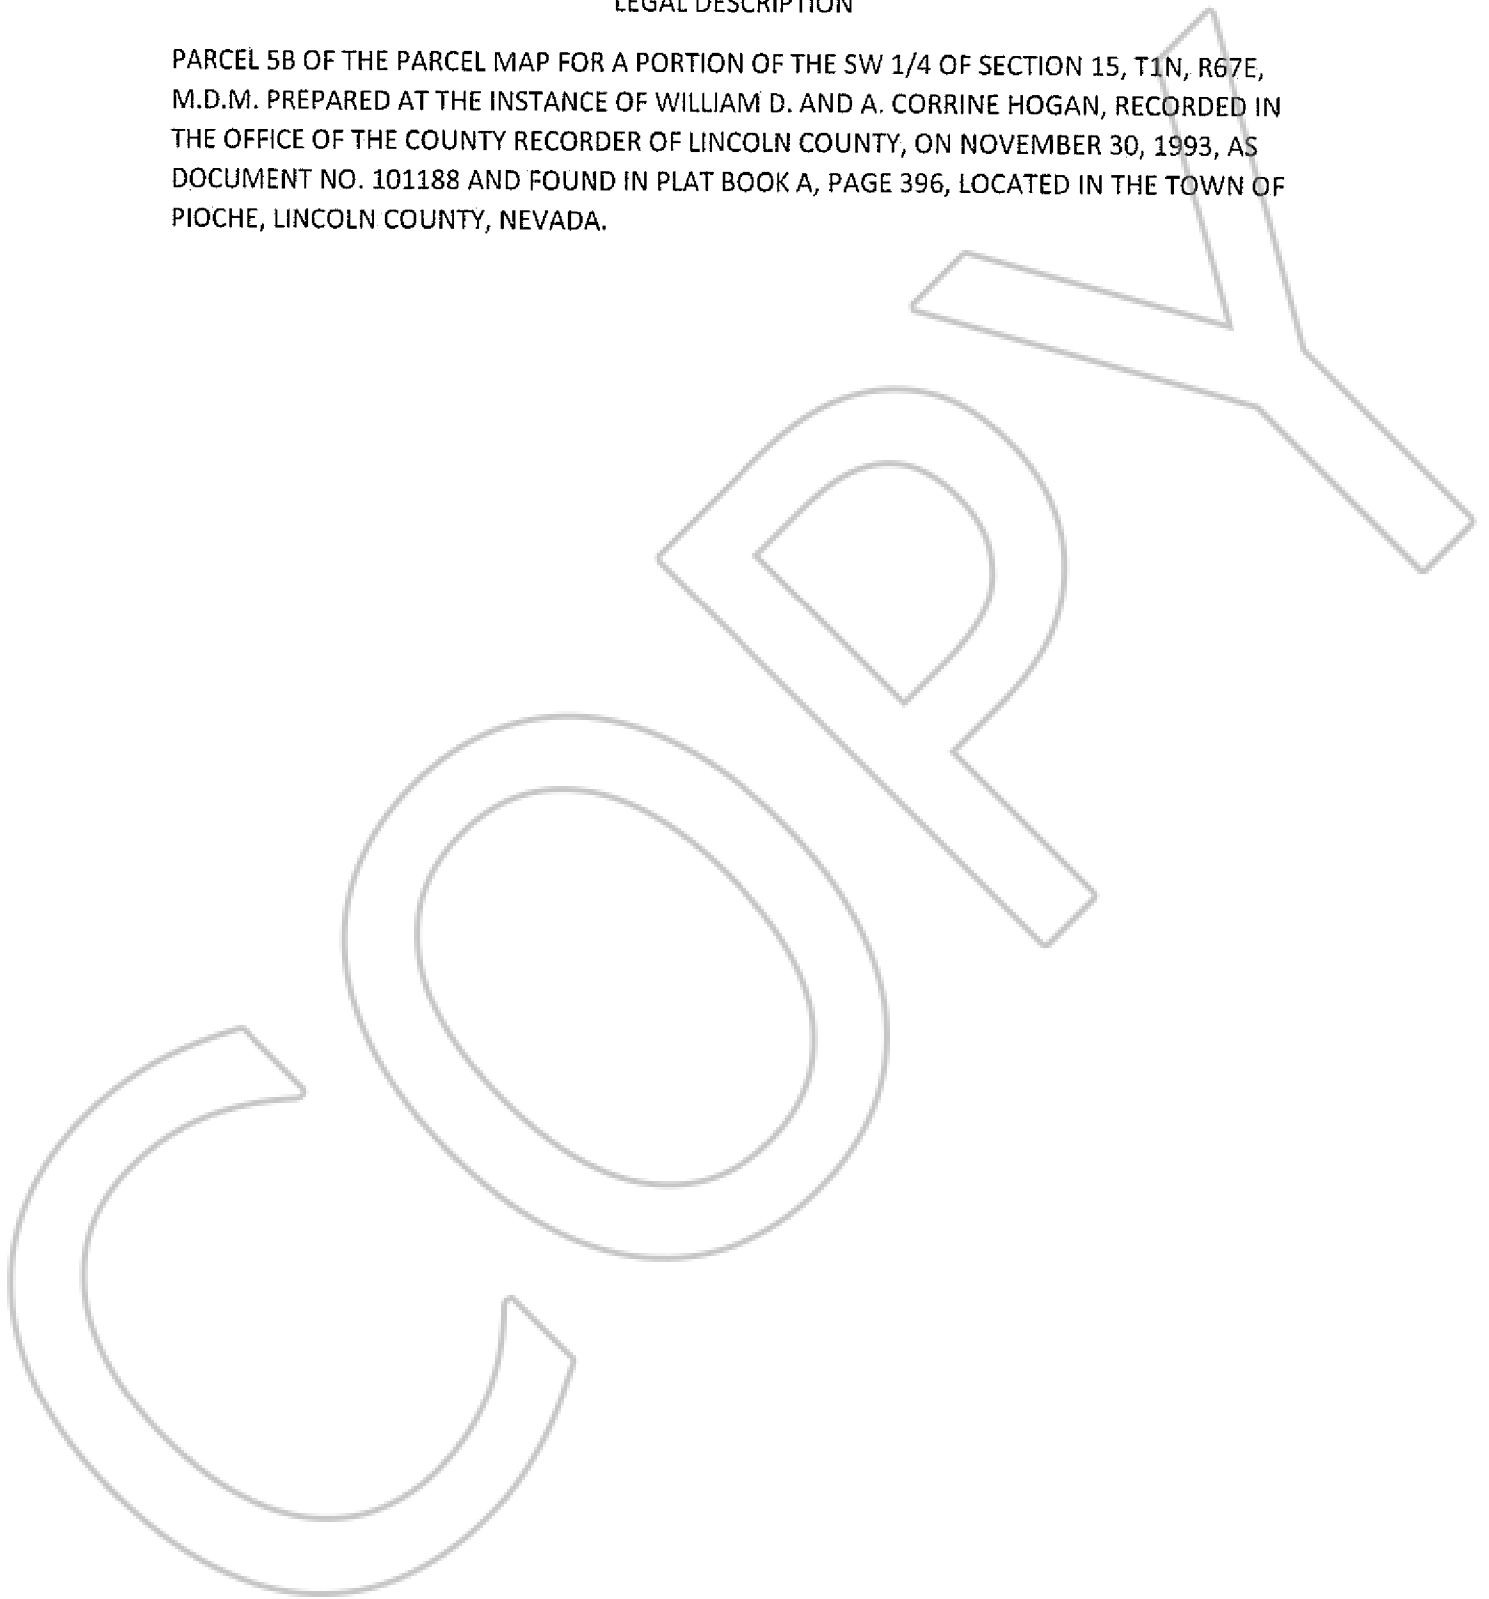 LEGAL DESCRIPTION
PARCEL 5B OF THE PARCEL MAP FOR A PORTION OF THE SW 1/4 OF SECTION 15, T1N, R67E,
M.D.M. PREPARED AT THE INSTANCE OF WILLIAM D. AND A. CORRINE HOGAN, RECORDED IN
THE OFFICE OF THE COUNTY RECORDER OF LINCOLN COUNTY, ON NOVEMBER 30, 1993, AS
DOCUMENT NO. 101188 AND FOUND IN PLAT BOOK A, PAGE 396, LOCATED IN THE TOWN OF
PIOCHE, LINCOLN COUNTY, NEVADA.
COPY